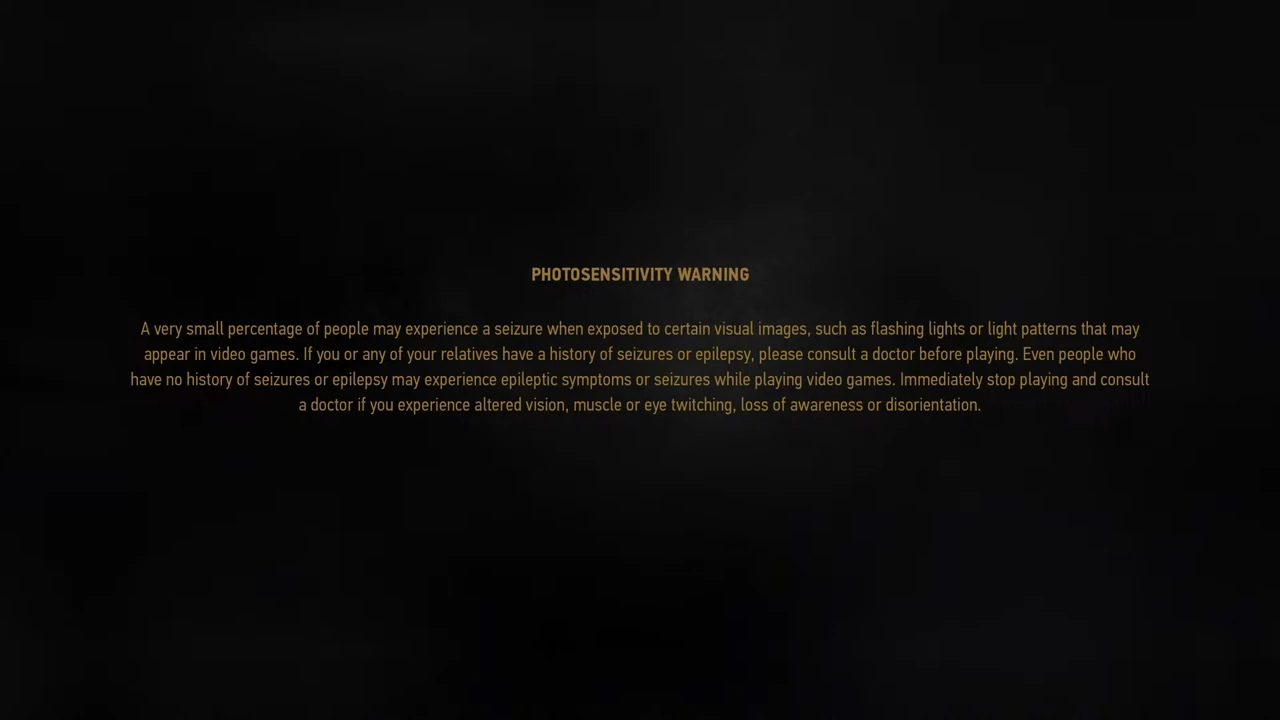 PHOTOSENSITIVITY WARNING
A very small percentage of people may experience a seizure when exposed to certain visual images, such as flashing lights or light patterns that may
appear in video games. If you or any of your relatives have a history of seizures or epilepsy, please consult a doctor before playing. Even people who
have no history of seizures or epilepsy may experience epileptic symptoms or seizures while playing video games. Immediately stop playing and consult
a doctor if you experience altered vision, muscle or eye twitching, loss of awareness or disorientation.